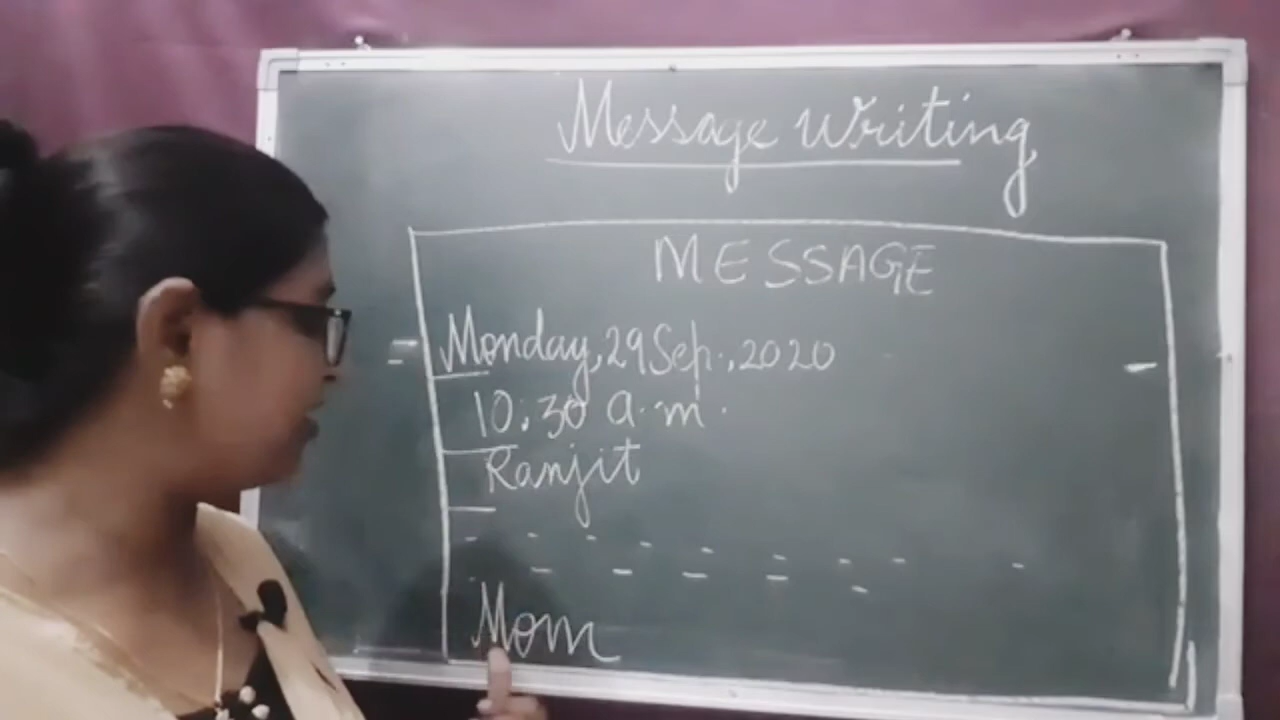 Message Writing
MESSAGE
Monday, 29 Sep., 2020
10:30 a.m.
Ranjit
Mom